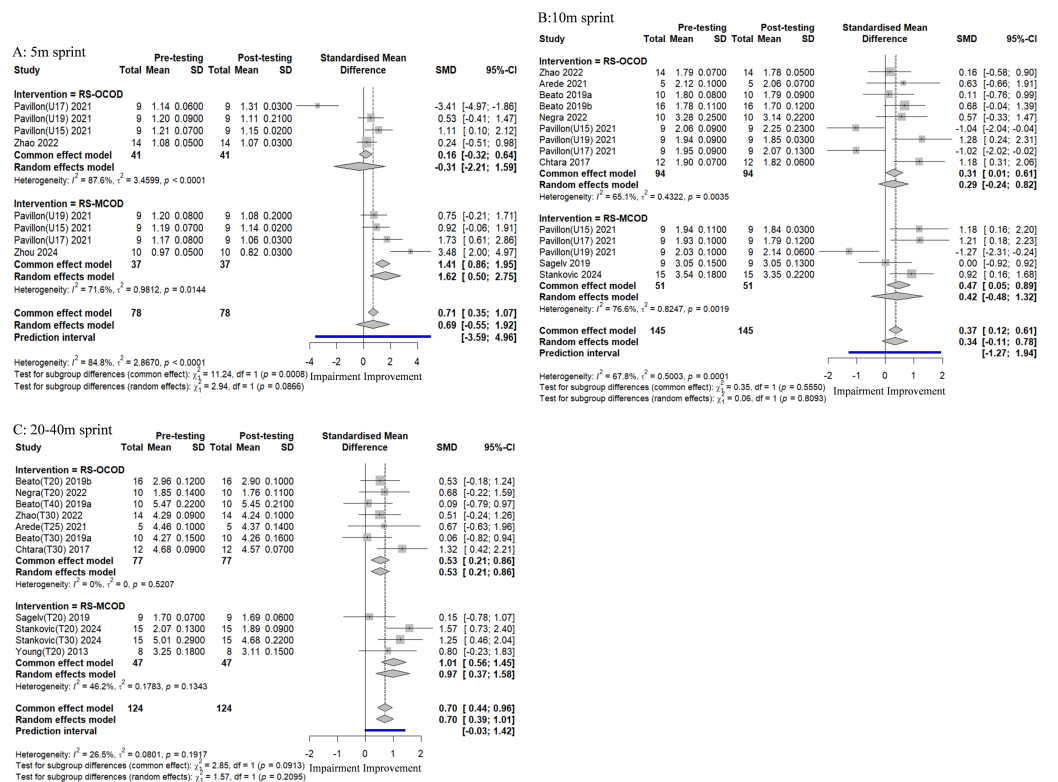 A: 5m sprint
Pre-testing Post-testing Standardised Mean
Study Total Mean SD Total Mean SD Difference SMD 95%-CI
Intervention = RS-OCOD
Pavillon(U17) 2021 9 1.14 0.0600 9 1.31 0.0300 -3.41 [-4.97; -1.86]
Pavillon(U19) 2021 9 1.20 0.0900 9 1.11 0.2100 0.53 [-0.41; 1.47]
Pavillon(U15) 2021 9 1.21 0.0700 9 1.15 0.0200 1.11 [ 0.10; 2.12]
Zhao 2022 14 1.08 0.0500 14 1.07 0.0300 0.24 [-0.51; 0.98]
Common effect model 41 41 0.16 [-0.32; 0.64]
Random effects model -0.31 [-2.21; 1.59]
Heterogeneity: I² = 87.6%, τ² = 3.4599, p < 0.0001
Intervention = RS-MCOD
Pavillon(U19) 2021 9 1.20 0.0800 9 1.08 0.2000 0.75 [-0.21; 1.71]
Pavillon(U15) 2021 9 1.19 0.0700 9 1.14 0.0200 0.92 [-0.06; 1.91]
Pavillon(U17) 2021 9 1.17 0.0800 9 1.06 0.0300 1.73 [ 0.61; 2.86]
Zhou 2024 10 0.97 0.0500 10 0.82 0.0300 3.48 [ 2.00; 4.97]
Common effect model 37 37 1.41 [ 0.86; 1.95]
Random effects model 1.62 [ 0.50; 2.75]
Heterogeneity: I² = 71.6%, τ² = 0.9812, p = 0.0144
Common effect model 78 78 0.71 [ 0.35; 1.07]
Random effects model 0.69 [-0.55; 1.92]
Prediction interval [-3.59; 4.96]
Heterogeneity: I² = 84.8%, τ² = 2.8670, p < 0.0001
-4 -2 0 2 4
Test for subgroup differences (common effect): χ₁² = 11.24, df = 1 (p = 0.0008)
Test for subgroup differences (random effects): χ₁² = 2.94, df = 1 (p = 0.0866)
Impairment Improvement
B:10m sprint
Pre-testing Post-testing Standardised Mean
Study Total Mean SD Total Mean SD Difference SMD 95%-CI
Intervention = RS-OCOD
Zhao 2022 14 1.79 0.0700 14 1.78 0.0500 0.16 [-0.58; 0.90]
Arede 2021 5 2.12 0.1000 5 2.06 0.0700 0.63 [-0.66; 1.91]
Beato 2019a 10 1.80 0.0800 10 1.79 0.0900 0.11 [-0.76; 0.99]
Beato 2019b 16 1.78 0.1100 16 1.70 0.1200 0.68 [-0.04; 1.39]
Negra 2022 10 3.28 0.2500 10 3.14 0.2200 0.57 [-0.33; 1.47]
Pavillon(U15) 2021 9 2.06 0.0900 9 2.25 0.2300 -1.04 [-2.04; -0.04]
Pavillon(U19) 2021 9 1.94 0.0900 9 1.85 0.0300 1.28 [ 0.24; 2.31]
Pavillon(U17) 2021 9 1.95 0.0900 9 2.07 0.1300 -1.02 [-2.02; -0.02]
Chtara 2017 12 1.90 0.0700 12 1.82 0.0600 1.18 [ 0.31; 2.06]
Common effect model 94 94 0.31 [ 0.01; 0.61]
Random effects model 0.29 [-0.24; 0.82]
Heterogeneity: I² = 65.1%, τ² = 0.4322, p = 0.0035
Intervention = RS-MCOD
Pavillon(U15) 2021 9 1.94 0.1100 9 1.84 0.0300 1.18 [ 0.16; 2.20]
Pavillon(U17) 2021 9 1.93 0.1000 9 1.79 0.1200 1.21 [ 0.18; 2.23]
Pavillon(U19) 2021 9 2.03 0.1000 9 2.14 0.0600 -1.27 [-2.31; -0.24]
Sagelv 2019 9 3.05 0.1500 9 3.05 0.1300 0.00 [-0.92; 0.92]
Stankovic 2024 15 3.54 0.1800 15 3.35 0.2200 0.92 [ 0.16; 1.68]
Common effect model 51 51 0.47 [ 0.05; 0.89]
Random effects model 0.42 [-0.48; 1.32]
Heterogeneity: I² = 76.6%, τ² = 0.8247, p = 0.0019
Common effect model 145 145 0.37 [ 0.12; 0.61]
Random effects model 0.34 [-0.11; 0.78]
Prediction interval [-1.27; 1.94]
Heterogeneity: I² = 67.8%, τ² = 0.5003, p = 0.0001
-2 -1 0 1 2
Test for subgroup differences (common effect): χ₁² = 0.35, df = 1 (p = 0.5550)
Test for subgroup differences (random effects): χ₁² = 0.06, df = 1 (p = 0.8093)
Impairment Improvement
C: 20-40m sprint
Pre-testing Post-testing Standardised Mean
Study Total Mean SD Total Mean SD Difference SMD 95%-CI
Intervention = RS-OCOD
Beato(T20) 2019b 16 2.96 0.1200 16 2.90 0.1000 0.53 [-0.18; 1.24]
Negra(T20) 2022 10 1.85 0.1400 10 1.76 0.1100 0.68 [-0.22; 1.59]
Beato(T40) 2019a 10 5.47 0.2200 10 5.45 0.2100 0.09 [-0.79; 0.97]
Zhao(T30) 2022 14 4.29 0.0900 14 4.24 0.1000 0.51 [-0.24; 1.26]
Arede(T25) 2021 5 4.46 0.1000 5 4.37 0.1400 0.67 [-0.63; 1.96]
Beato(T30) 2019a 10 4.27 0.1500 10 4.26 0.1600 0.06 [-0.82; 0.94]
Chtara(T30) 2017 12 4.68 0.0900 12 4.57 0.0700 1.32 [ 0.42; 2.21]
Common effect model 77 77 0.53 [ 0.21; 0.86]
Random effects model 0.53 [ 0.21; 0.86]
Heterogeneity: I² = 0%, τ² = 0, p = 0.5207
Intervention = RS-MCOD
Sagelv(T20) 2019 9 1.70 0.0700 9 1.69 0.0600 0.15 [-0.78; 1.07]
Stankovic(T20) 2024 15 2.07 0.1300 15 1.89 0.0900 1.57 [ 0.73; 2.40]
Stankovic(T30) 2024 15 5.01 0.2900 15 4.68 0.2200 1.25 [ 0.46; 2.04]
Young(T20) 2013 8 3.25 0.1800 8 3.11 0.1500 0.80 [-0.23; 1.83]
Common effect model 47 47 1.01 [ 0.56; 1.45]
Random effects model 0.97 [ 0.37; 1.58]
Heterogeneity: I² = 46.2%, τ² = 0.1783, p = 0.1343
Common effect model 124 124 0.70 [ 0.44; 0.96]
Random effects model 0.70 [ 0.39; 1.01]
Prediction interval [-0.03; 1.42]
Heterogeneity: I² = 26.5%, τ² = 0.0801, p = 0.1917
-2 -1 0 1 2
Test for subgroup differences (common effect): χ₁² = 2.85, df = 1 (p = 0.0913)
Test for subgroup differences (random effects): χ₁² = 1.57, df = 1 (p = 0.2095)
Impairment Improvement